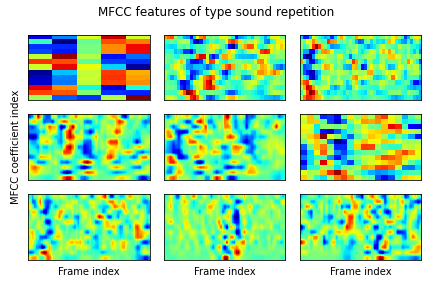 MFCC features of type sound repetition
MFCC coefficient index
Frame index
Frame index
Frame index